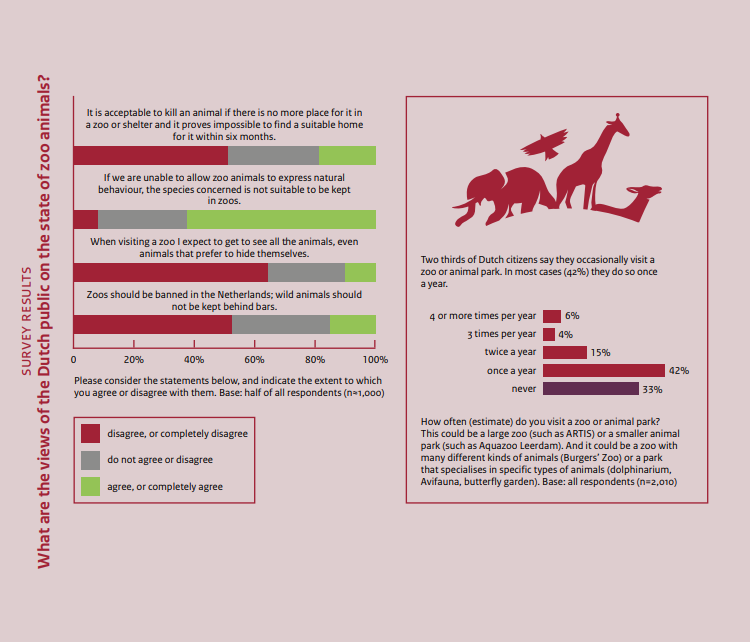 SURVEY RESULTS
What are the views of the Dutch public on the state of zoo animals?
It is acceptable to kill an animal if there is no more place for it in
a zoo or shelter and it proves impossible to find a suitable home
for it within six months.
If we are unable to allow zoo animals to express natural
behaviour, the species concerned is not suitable to be kept
in zoos.
When visiting a zoo I expect to get to see all the animals, even
animals that prefer to hide themselves.
Zoos should be banned in the Netherlands; wild animals should
not be kept behind bars.
0 20% 40% 60% 80% 100%
Please consider the statements below, and indicate the extent to which
you agree or disagree with them. Base: half of all respondents (n=1,000)
disagree, or completely disagree
do not agree or disagree
agree, or completely agree
Two thirds of Dutch citizens say they occasionally visit a
zoo or animal park. In most cases (42%) they do so once
a year.
4 or more times per year 6%
3 times per year 4%
twice a year 15%
once a year 42%
never 33%
How often (estimate) do you visit a zoo or animal park?
This could be a large zoo (such as ARTIS) or a smaller animal
park (such as Aquazoo Leerdam). And it could be a zoo with
many different kinds of animals (Burgers' Zoo) or a park
that specialises in specific types of animals (dolphinarium,
Avifauna, butterfly garden). Base: all respondents (n=2,010)